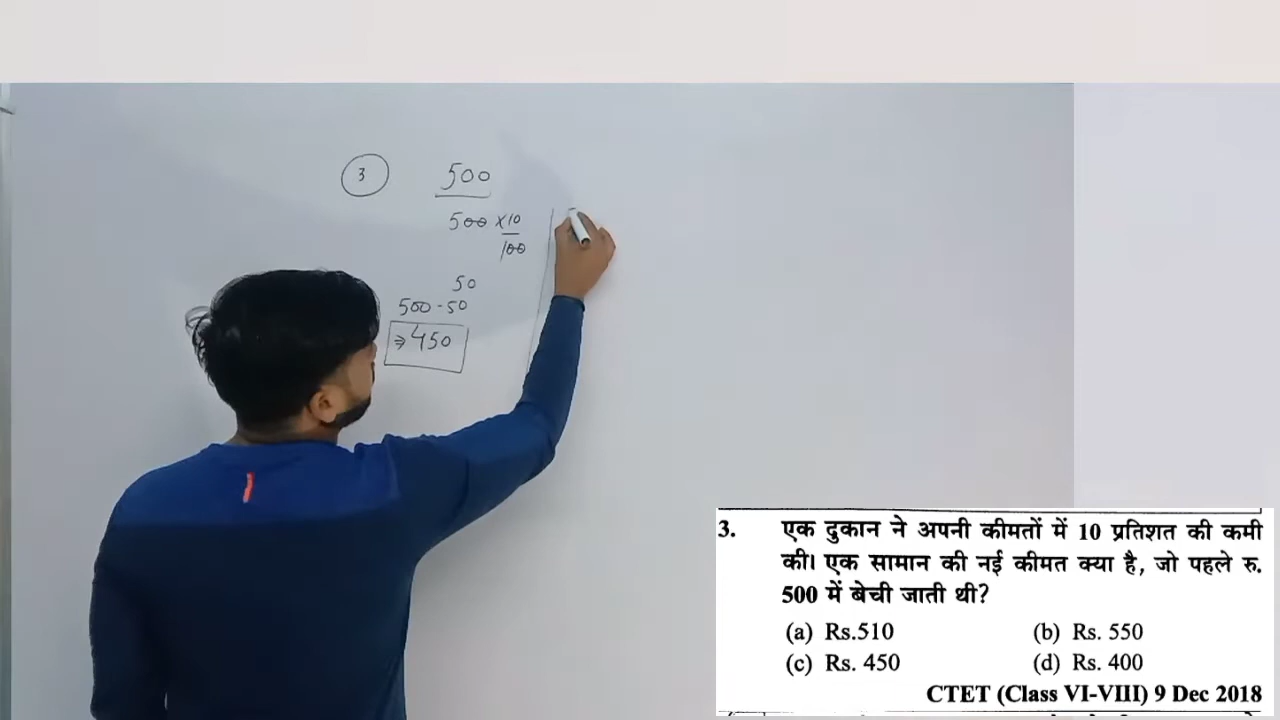 3
500
500 × 10
100
50
500 - 50
⇒ 450
3. एक दुकान ने अपनी कीमतों में 10 प्रतिशत की कमी
की। एक सामान की नई कीमत क्या है, जो पहले रु.
500 में बेची जाती थी?
(a) Rs.510 (b) Rs. 550
(c) Rs. 450 (d) Rs. 400
CTET (Class VI-VIII) 9 Dec 2018